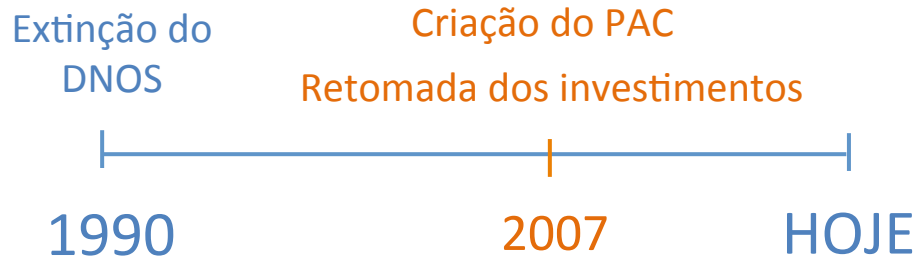 Extinção do
DNOS
Criação do PAC
Retomada dos investimentos
1990
2007
HOJE